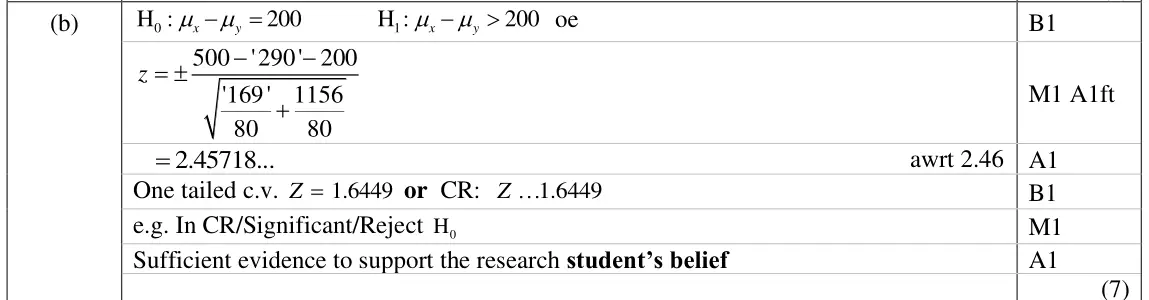 (b) H₀ : μₓ − μᵧ = 200 H₁ : μₓ − μᵧ > 200 oe B1
z = ± (500 − '290' − 200) / √('169'/80 + 1156/80) M1 A1ft
= 2.45718... awrt 2.46 A1
One tailed c.v. Z = 1.6449 or CR: Z …1.6449 B1
e.g. In CR/Significant/Reject H₀ M1
Sufficient evidence to support the research student's belief A1
(7)